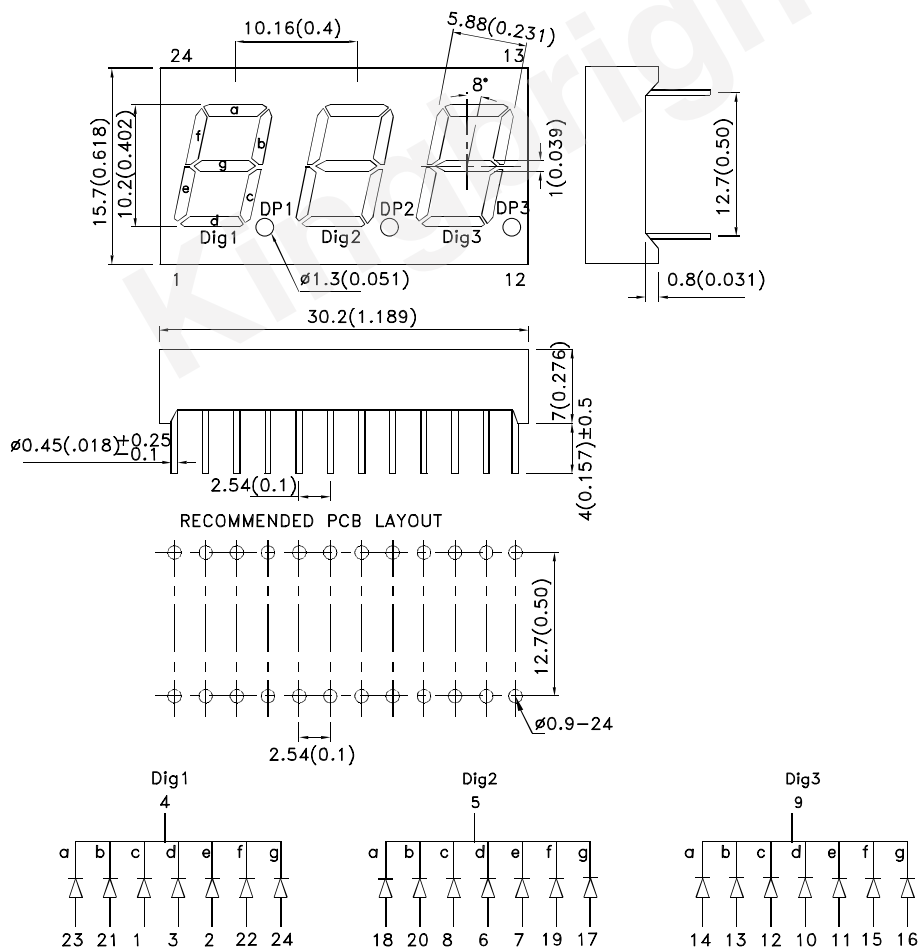 Kingbright
10.16(0.4)
5.88(0.231)
24
13
8°
15.7(0.618)
10.2(0.402)
a
f
b
g
e
c
d
DP1
DP2
DP3
Dig1
Dig2
Dig3
1(0.039)
12.7(0.50)
1
ø1.3(0.051)
12
0.8(0.031)
30.2(1.189)
7(0.276)
4(0.157)±0.5
ø0.45(.018)+0.25
−0.1
2.54(0.1)
RECOMMENDED PCB LAYOUT
12.7(0.50)
ø0.9−24
2.54(0.1)
Dig1
4
a b c d e f g
23 21 1 3 2 22 24
Dig2
5
a b c d e f g
18 20 8 6 7 19 17
Dig3
9
a b c d e f g
14 13 12 10 11 15 16